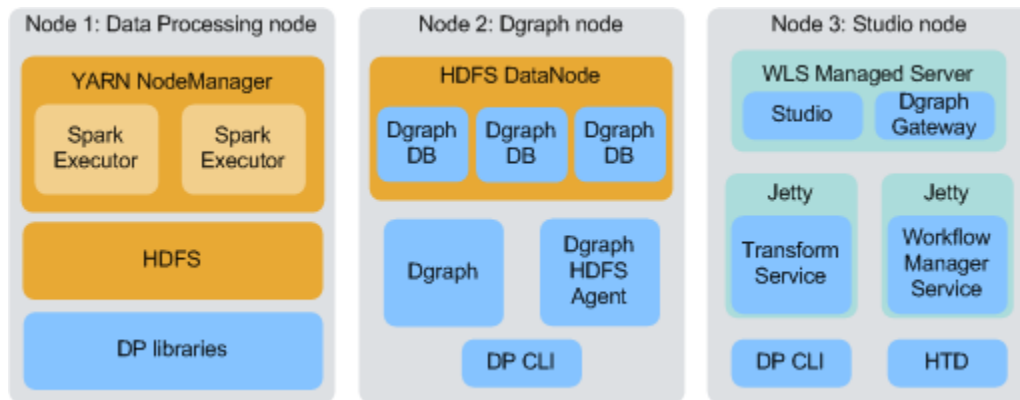 Node 1: Data Processing node
YARN NodeManager
Spark
Executor
Spark
Executor
HDFS
DP libraries
Node 2: Dgraph node
HDFS DataNode
Dgraph
DB
Dgraph
DB
Dgraph
DB
Dgraph
Dgraph
HDFS
Agent
DP CLI
Node 3: Studio node
WLS Managed Server
Studio
Dgraph
Gateway
Jetty
Transform
Service
Jetty
Workflow
Manager
Service
DP CLI
HTD